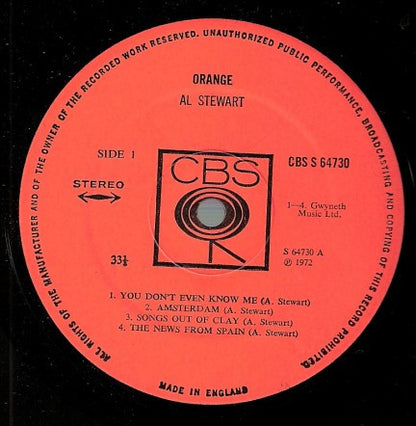 ALL RIGHTS OF THE MANUFACTURER AND OF THE OWNER OF THE RECORDED WORK RESERVED. UNAUTHORIZED PUBLIC PERFORMANCE, BROADCASTING AND COPYING OF THIS RECORD PROHIBITED.
ORANGE
AL STEWART
SIDE 1
CBS
CBS S 64730
STEREO
1—4. Gwyneth
Music Ltd.
33⅓
S 64730 A
℗ 1972
1. YOU DON'T EVEN KNOW ME (A. Stewart)
2. AMSTERDAM (A. Stewart)
3. SONGS OUT OF CLAY (A. Stewart)
4. THE NEWS FROM SPAIN (A. Stewart)
MADE IN ENGLAND